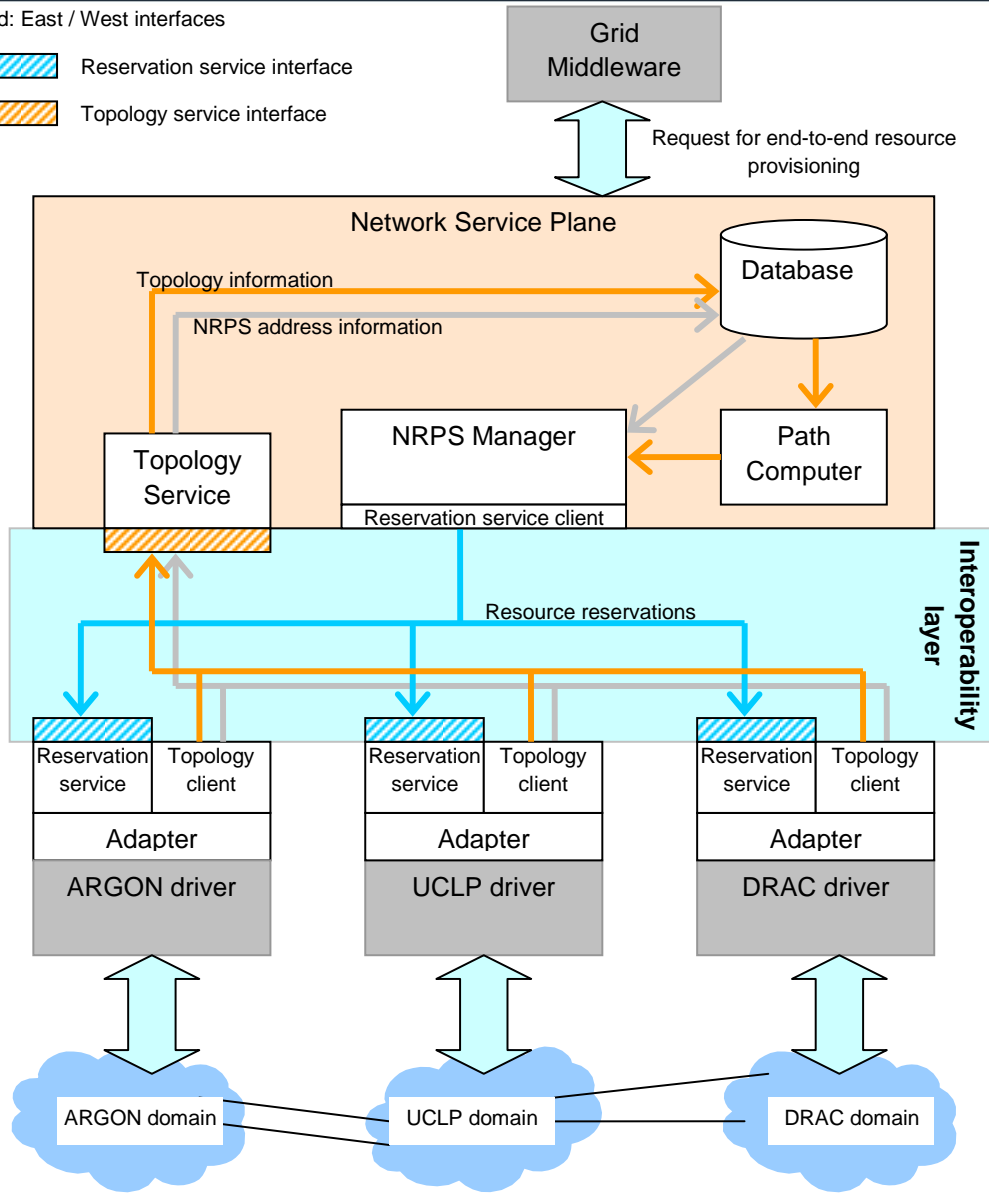 d: East / West interfaces
Reservation service interface
Topology service interface
Grid
Middleware
Request for end-to-end resource
provisioning
Network Service Plane
Topology information
Database
NRPS address information
NRPS Manager
Path
Computer
Topology
Service
Reservation service client
Interoperability
layer
Resource reservations
Reservation
service
Topology
client
Reservation
service
Topology
client
Reservation
service
Topology
client
Adapter
Adapter
Adapter
ARGON driver
UCLP driver
DRAC driver
ARGON domain
UCLP domain
DRAC domain